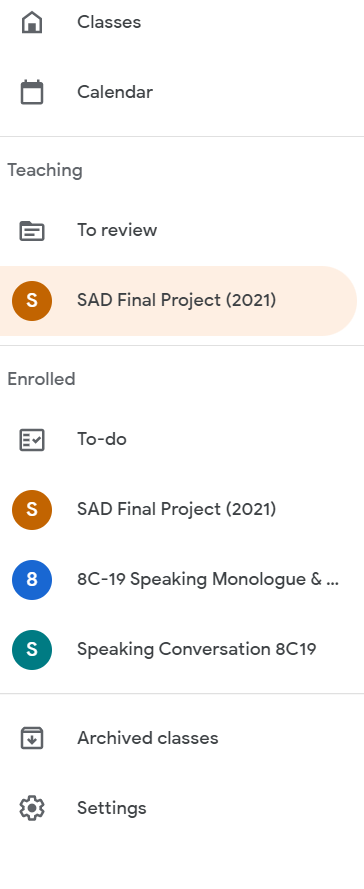 Classes
Calendar
Teaching
To review
S
SAD Final Project (2021)
Enrolled
To-do
S
SAD Final Project (2021)
8
8C-19 Speaking Monologue & ...
S
Speaking Conversation 8C19
Archived classes
Settings